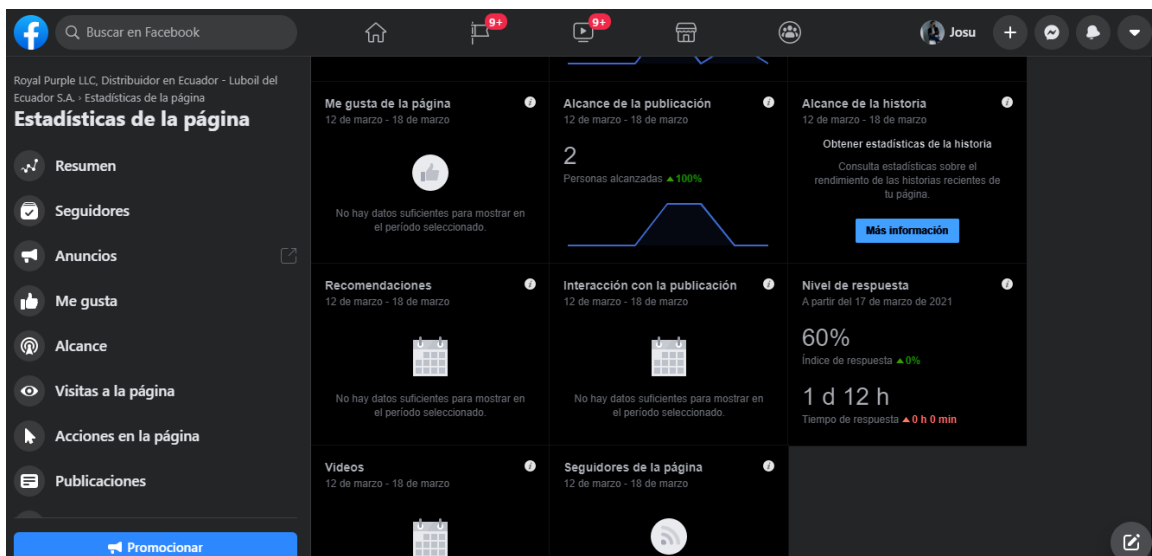 Buscar en Facebook
9+
9+
Josu
Royal Purple LLC, Distribuidor en Ecuador - Luboil del
Ecuador S.A. › Estadísticas de la página
Estadísticas de la página
Resumen
Seguidores
Anuncios
Me gusta
Alcance
Visitas a la página
Acciones en la página
Publicaciones
Promocionar
Me gusta de la página
12 de marzo - 18 de marzo
No hay datos suficientes para mostrar en
el período seleccionado.
Alcance de la publicación
12 de marzo - 18 de marzo
2
Personas alcanzadas ▲100%
Alcance de la historia
12 de marzo - 18 de marzo
Obtener estadísticas de la historia
Consulta estadísticas sobre el
rendimiento de las historias recientes de
tu página.
Más información
Recomendaciones
12 de marzo - 18 de marzo
No hay datos suficientes para mostrar en
el período seleccionado.
Interacción con la publicación
12 de marzo - 18 de marzo
No hay datos suficientes para mostrar en
el período seleccionado.
Nivel de respuesta
A partir del 17 de marzo de 2021
60%
Índice de respuesta ▲0%
1 d 12 h
Tiempo de respuesta ▲0 h 0 min
Videos
12 de marzo - 18 de marzo
Seguidores de la página
12 de marzo - 18 de marzo